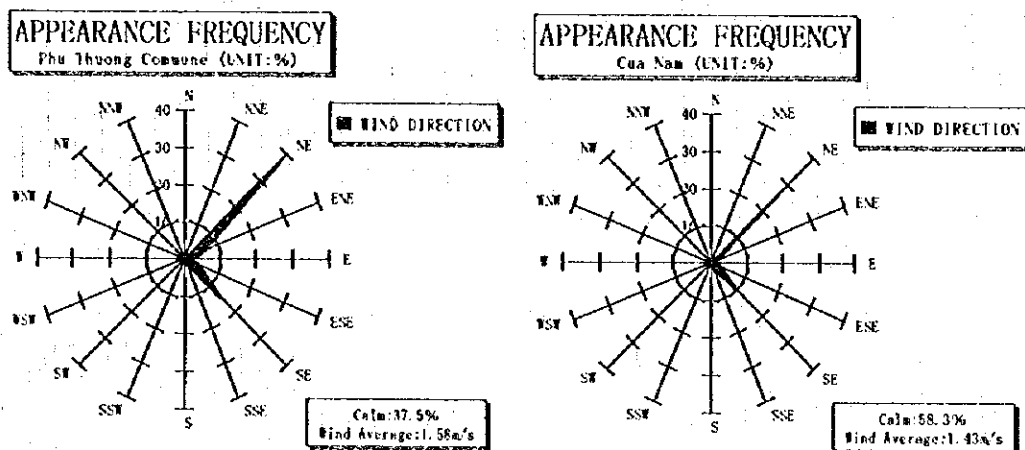 APPEARANCE FREQUENCY
Phu Thuong Commune (UNIT:%)
WIND DIRECTION
N
NNE
NE
ENE
E
ESE
SE
SSE
S
SSW
SW
WSW
W
WNW
NW
NNW
40
30
20
10
Calm:37.5%
Wind Average:1.58m/s
APPEARANCE FREQUENCY
Cua Nam (UNIT:%)
WIND DIRECTION
N
NNE
NE
ENE
E
ESE
SE
SSE
S
SSW
SW
WSW
W
WNW
NW
NNW
40
30
20
Calm:58.3%
Wind Average:1.43m/s